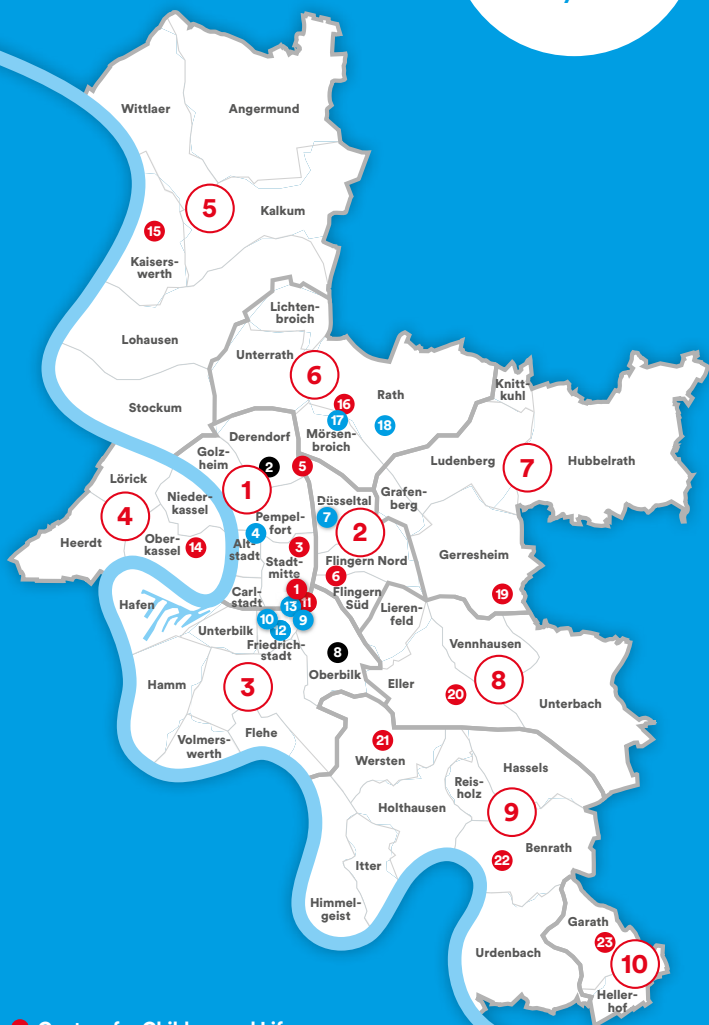 Wittlaer
Angermund
5
Kalkum
15
Kaisers-
werth
Lichten-
broich
Lohausen
Unterrath
6
Knitt-
kuhl
Rath
16
Stockum
17
18
Derendorf
Mörsen-
broich
Golz-
heim
2
5
Ludenberg
7
Hubbelrath
Lörick
1
Grafen-
berg
Nieder-
kassel
Düsseltal
4
Pempel-
fort
7
2
Heerdt
Ober-
kassel
14
4
Alt-
stadt
3
Gerresheim
Stadt-
mitte
Flingern Nord
6
Carl-
stadt
1
Flingern
Süd
19
Hafen
13
11
Lieren-
feld
10
9
Unterbilk
12
Vennhausen
Friedrich-
stadt
8
Oberbilk
8
Hamm
3
Eller
20
Unterbach
Volmers-
werth
Flehe
21
Wersten
Hassels
Reis-
holz
Holthausen
9
Benrath
22
Itter
Himmel-
geist
Garath
23
Urdenbach
10
Heller-
hof